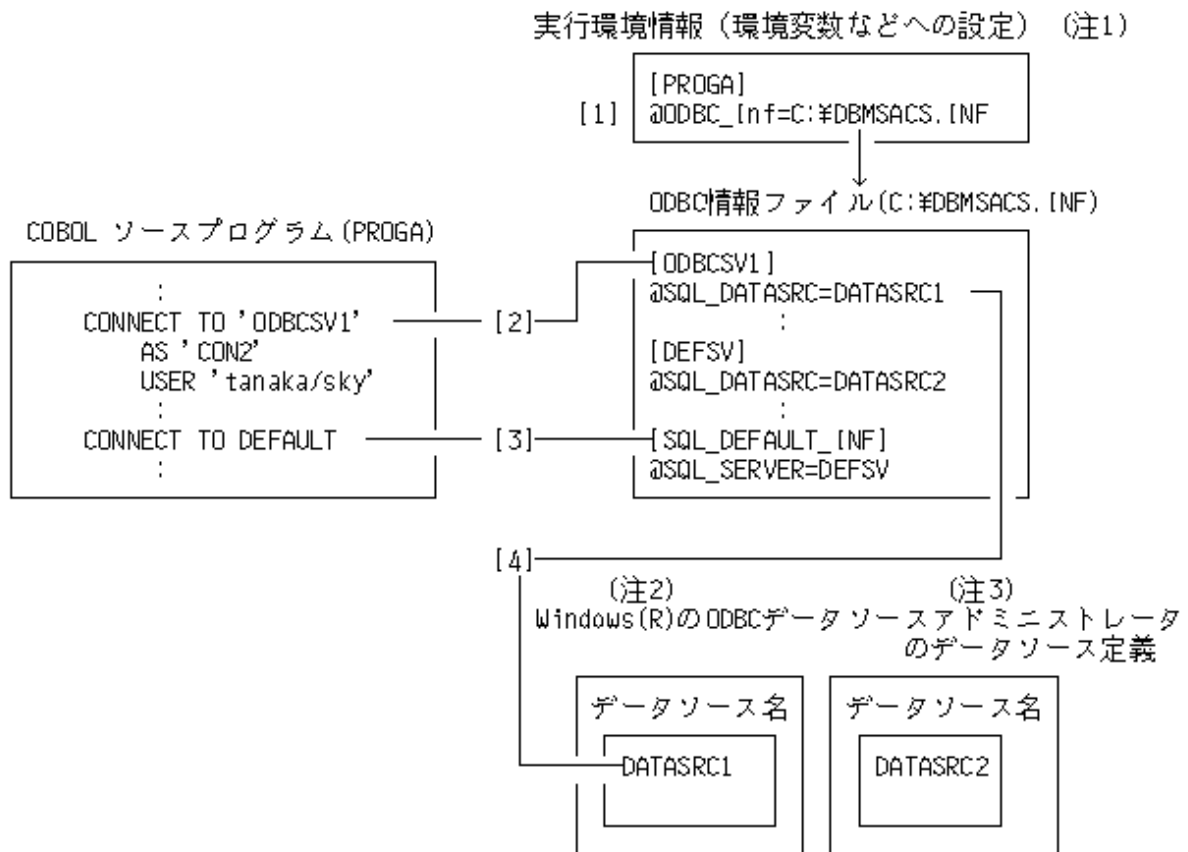 実行環境情報（環境変数などへの設定）（注1）
[PROGA]
[1] @ODBC_Inf=C:¥DBMSACS.INF
ODBC情報ファイル(C:¥DBMSACS.INF)
COBOL ソースプログラム(PROGA)
:
CONNECT TO 'ODBCSV1'
AS 'CON2'
USER 'tanaka/sky'
:
CONNECT TO DEFAULT
:
[2]
[3]
[ODBCSV1]
@SQL_DATASRC=DATASRC1
:
[DEFSV]
@SQL_DATASRC=DATASRC2
:
[SQL_DEFAULT_INF]
@SQL_SERVER=DEFSV
[4]
(注2) (注3)
Windows(R)のODBCデータソースアドミニストレータ
のデータソース定義
データソース名
DATASRC1
データソース名
DATASRC2